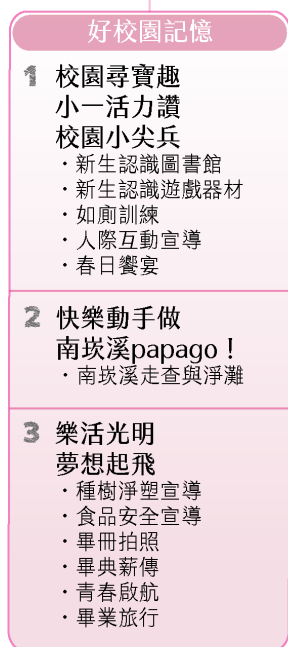 好校園記憶
1 校園尋寶趣
小一活力讚
校園小尖兵
・新生認識圖書館
・新生認識遊戲器材
・如廁訓練
・人際互動宣導
・春日饗宴
2 快樂動手做
南崁溪papago！
・南崁溪走查與淨灘
3 樂活光明
夢想起飛
・種樹淨塑宣導
・食品安全宣導
・畢冊拍照
・畢典薪傳
・青春啟航
・畢業旅行